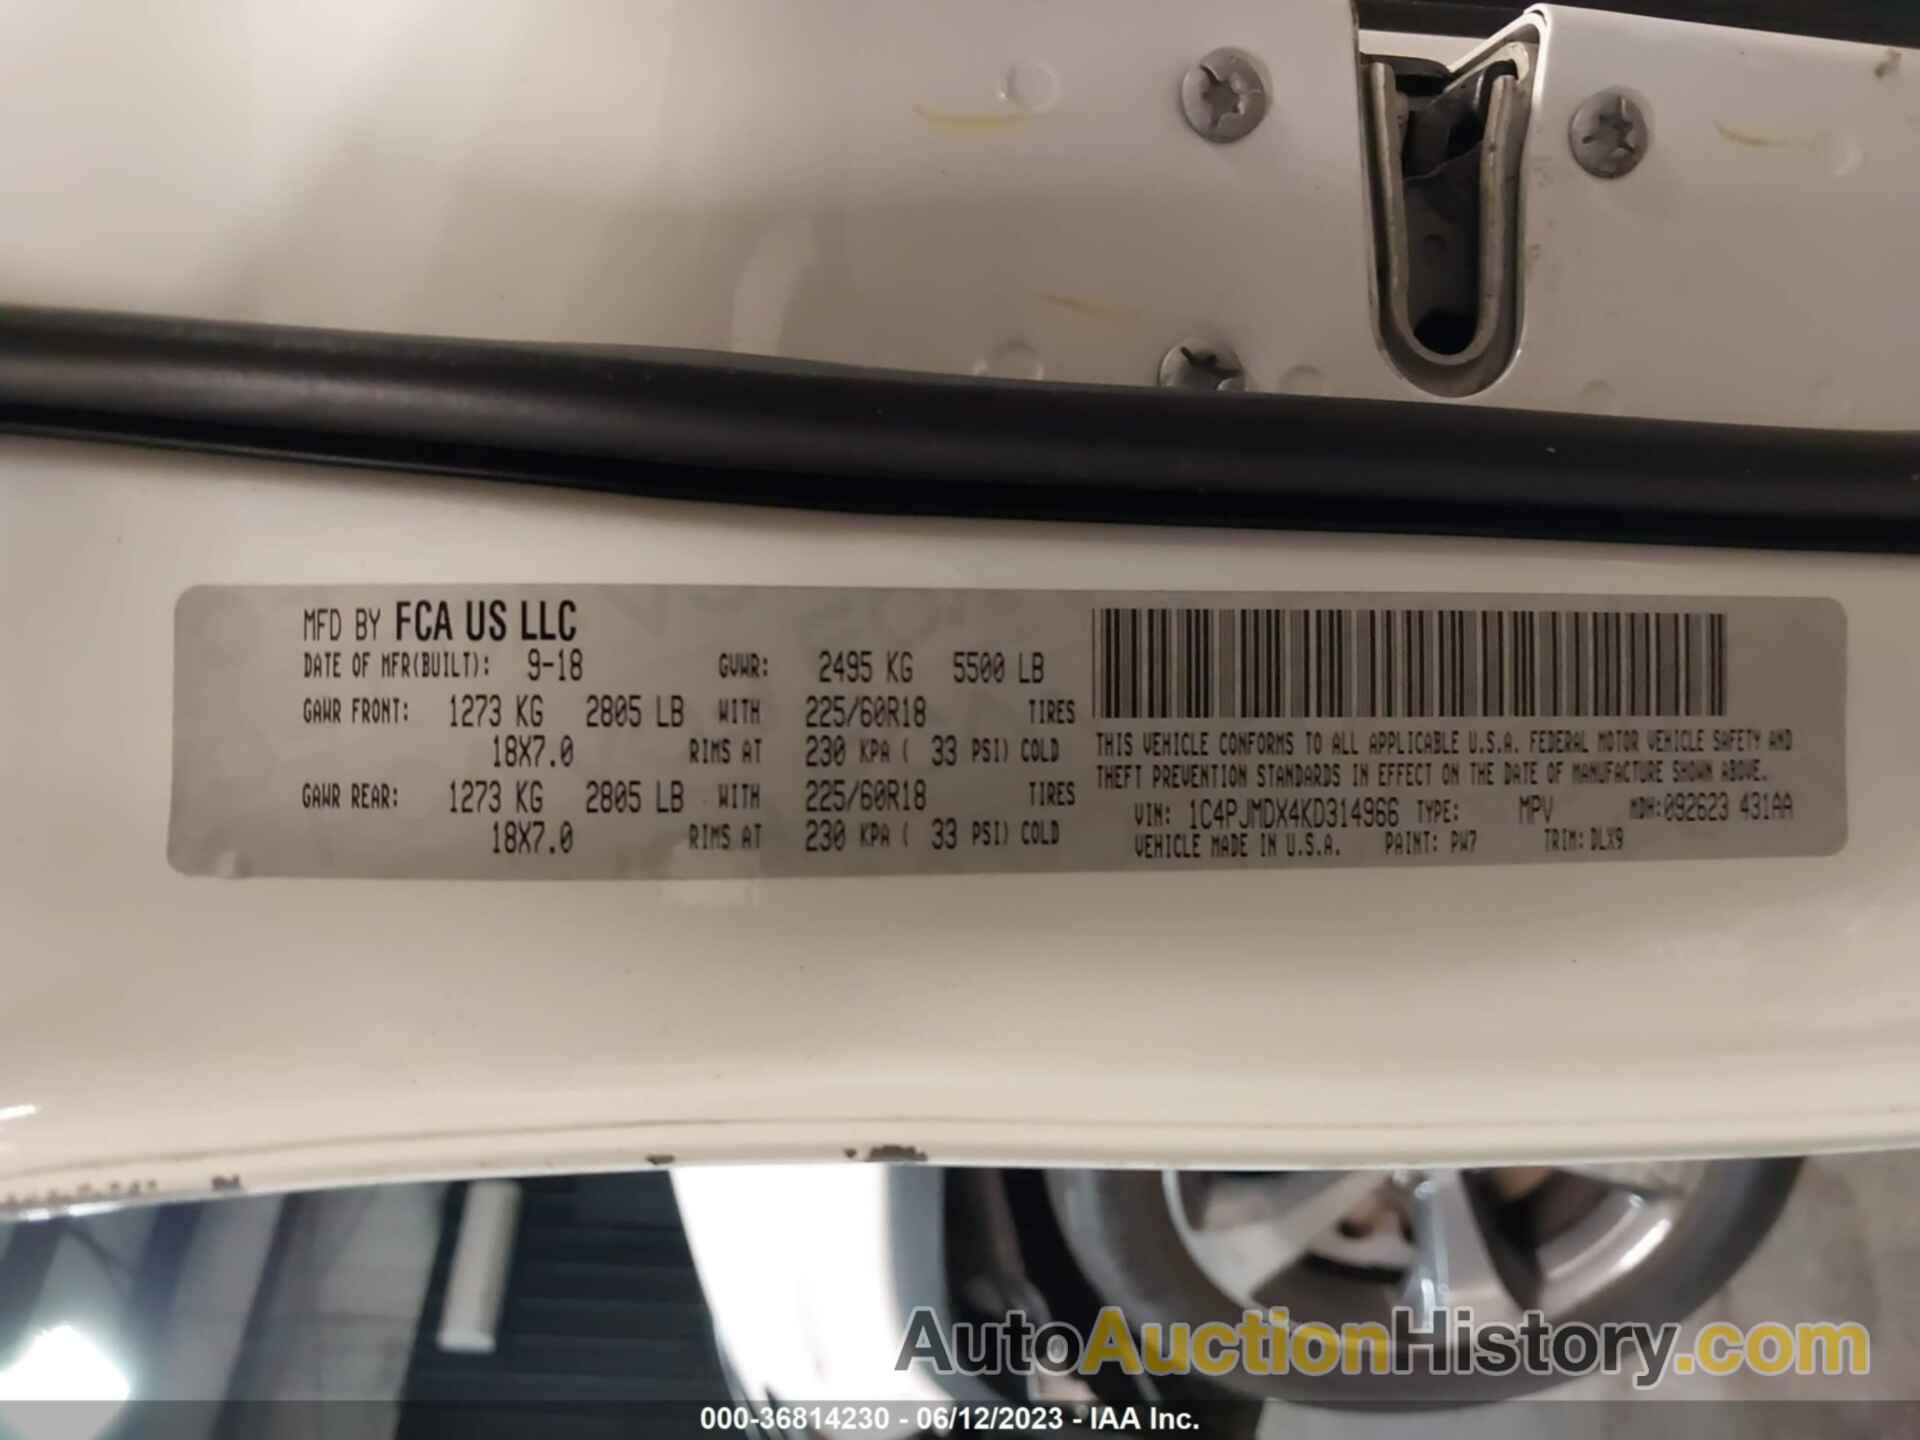 MFD BY FCA US LLC
DATE OF MFR(BUILT): 9-18 GVWR: 2495 KG 5500 LB
GAWR FRONT: 1273 KG 2805 LB WITH 225/60R18 TIRES
18X7.0 RIMS AT 230 KPA ( 33 PSI) COLD
GAWR REAR: 1273 KG 2805 LB WITH 225/60R18 TIRES
18X7.0 RIMS AT 230 KPA ( 33 PSI) COLD
THIS VEHICLE CONFORMS TO ALL APPLICABLE U.S.A. FEDERAL MOTOR VEHICLE SAFETY AND
THEFT PREVENTION STANDARDS IN EFFECT ON THE DATE OF MANUFACTURE SHOWN ABOVE.
VIN: 1C4PJMDX4KD314966 TYPE: MPV MDH:092623 431AA
VEHICLE MADE IN U.S.A. PAINT: PW7 TRIM: DLX9
AutoAuctionHistory.com
000-36814230 - 06/12/2023 - IAA Inc.